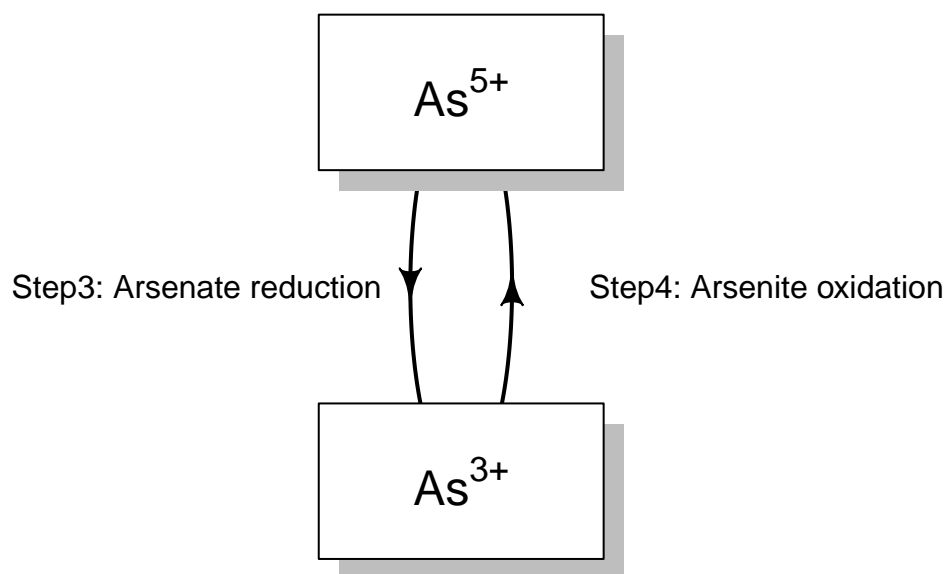 As⁵⁺
Step3: Arsenate reduction
Step4: Arsenite oxidation
As³⁺